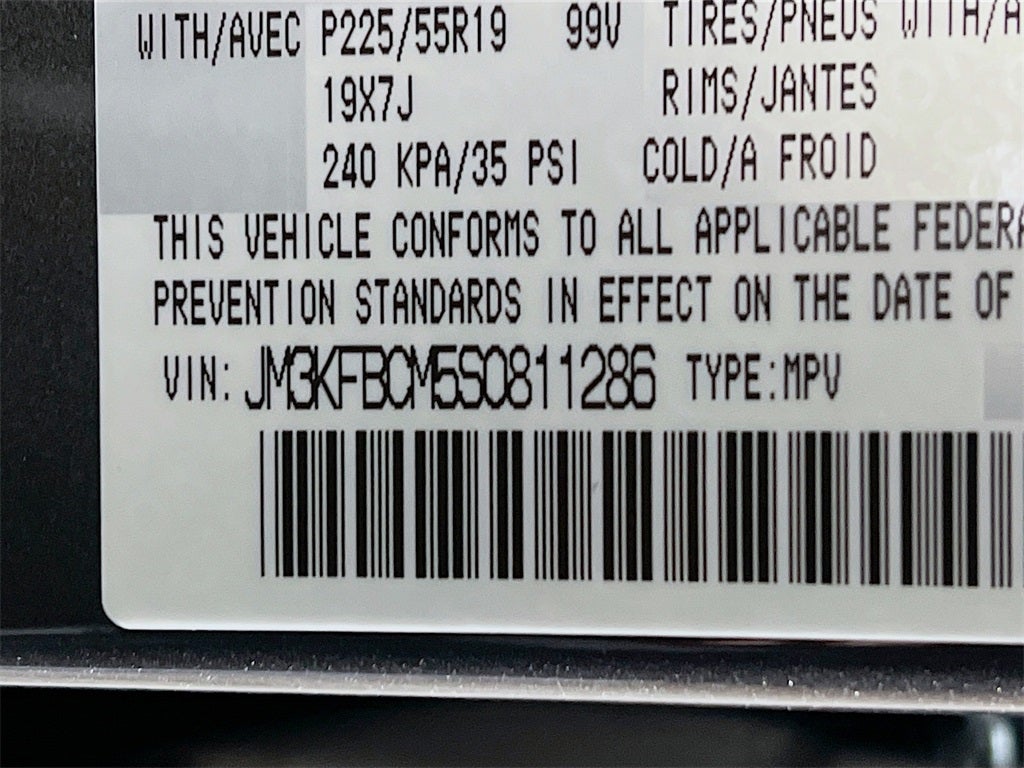 WITH/AVEC P225/55R19 99V TIRES/PNEUS WITH/A
19X7J RIMS/JANTES
240 KPA/35 PSI COLD/A FROID
THIS VEHICLE CONFORMS TO ALL APPLICABLE FEDERA
PREVENTION STANDARDS IN EFFECT ON THE DATE OF
VIN: JM3KFBCM5S0811286 TYPE:MPV